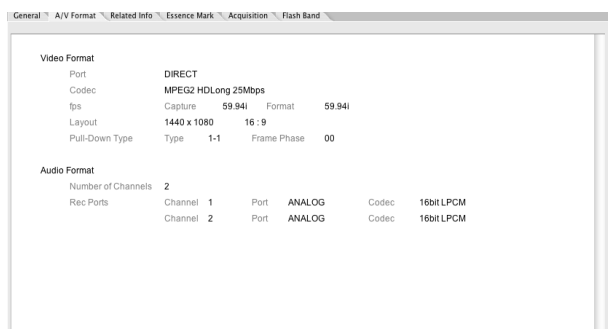 General A/V Format Related Info Essence Mark Acquisition Flash Band
Video Format
Port DIRECT
Codec MPEG2 HDLong 25Mbps
fps Capture 59.94i Format 59.94i
Layout 1440 x 1080 16 : 9
Pull-Down Type Type 1-1 Frame Phase 00
Audio Format
Number of Channels 2
Rec Ports Channel 1 Port ANALOG Codec 16bit LPCM
Channel 2 Port ANALOG Codec 16bit LPCM